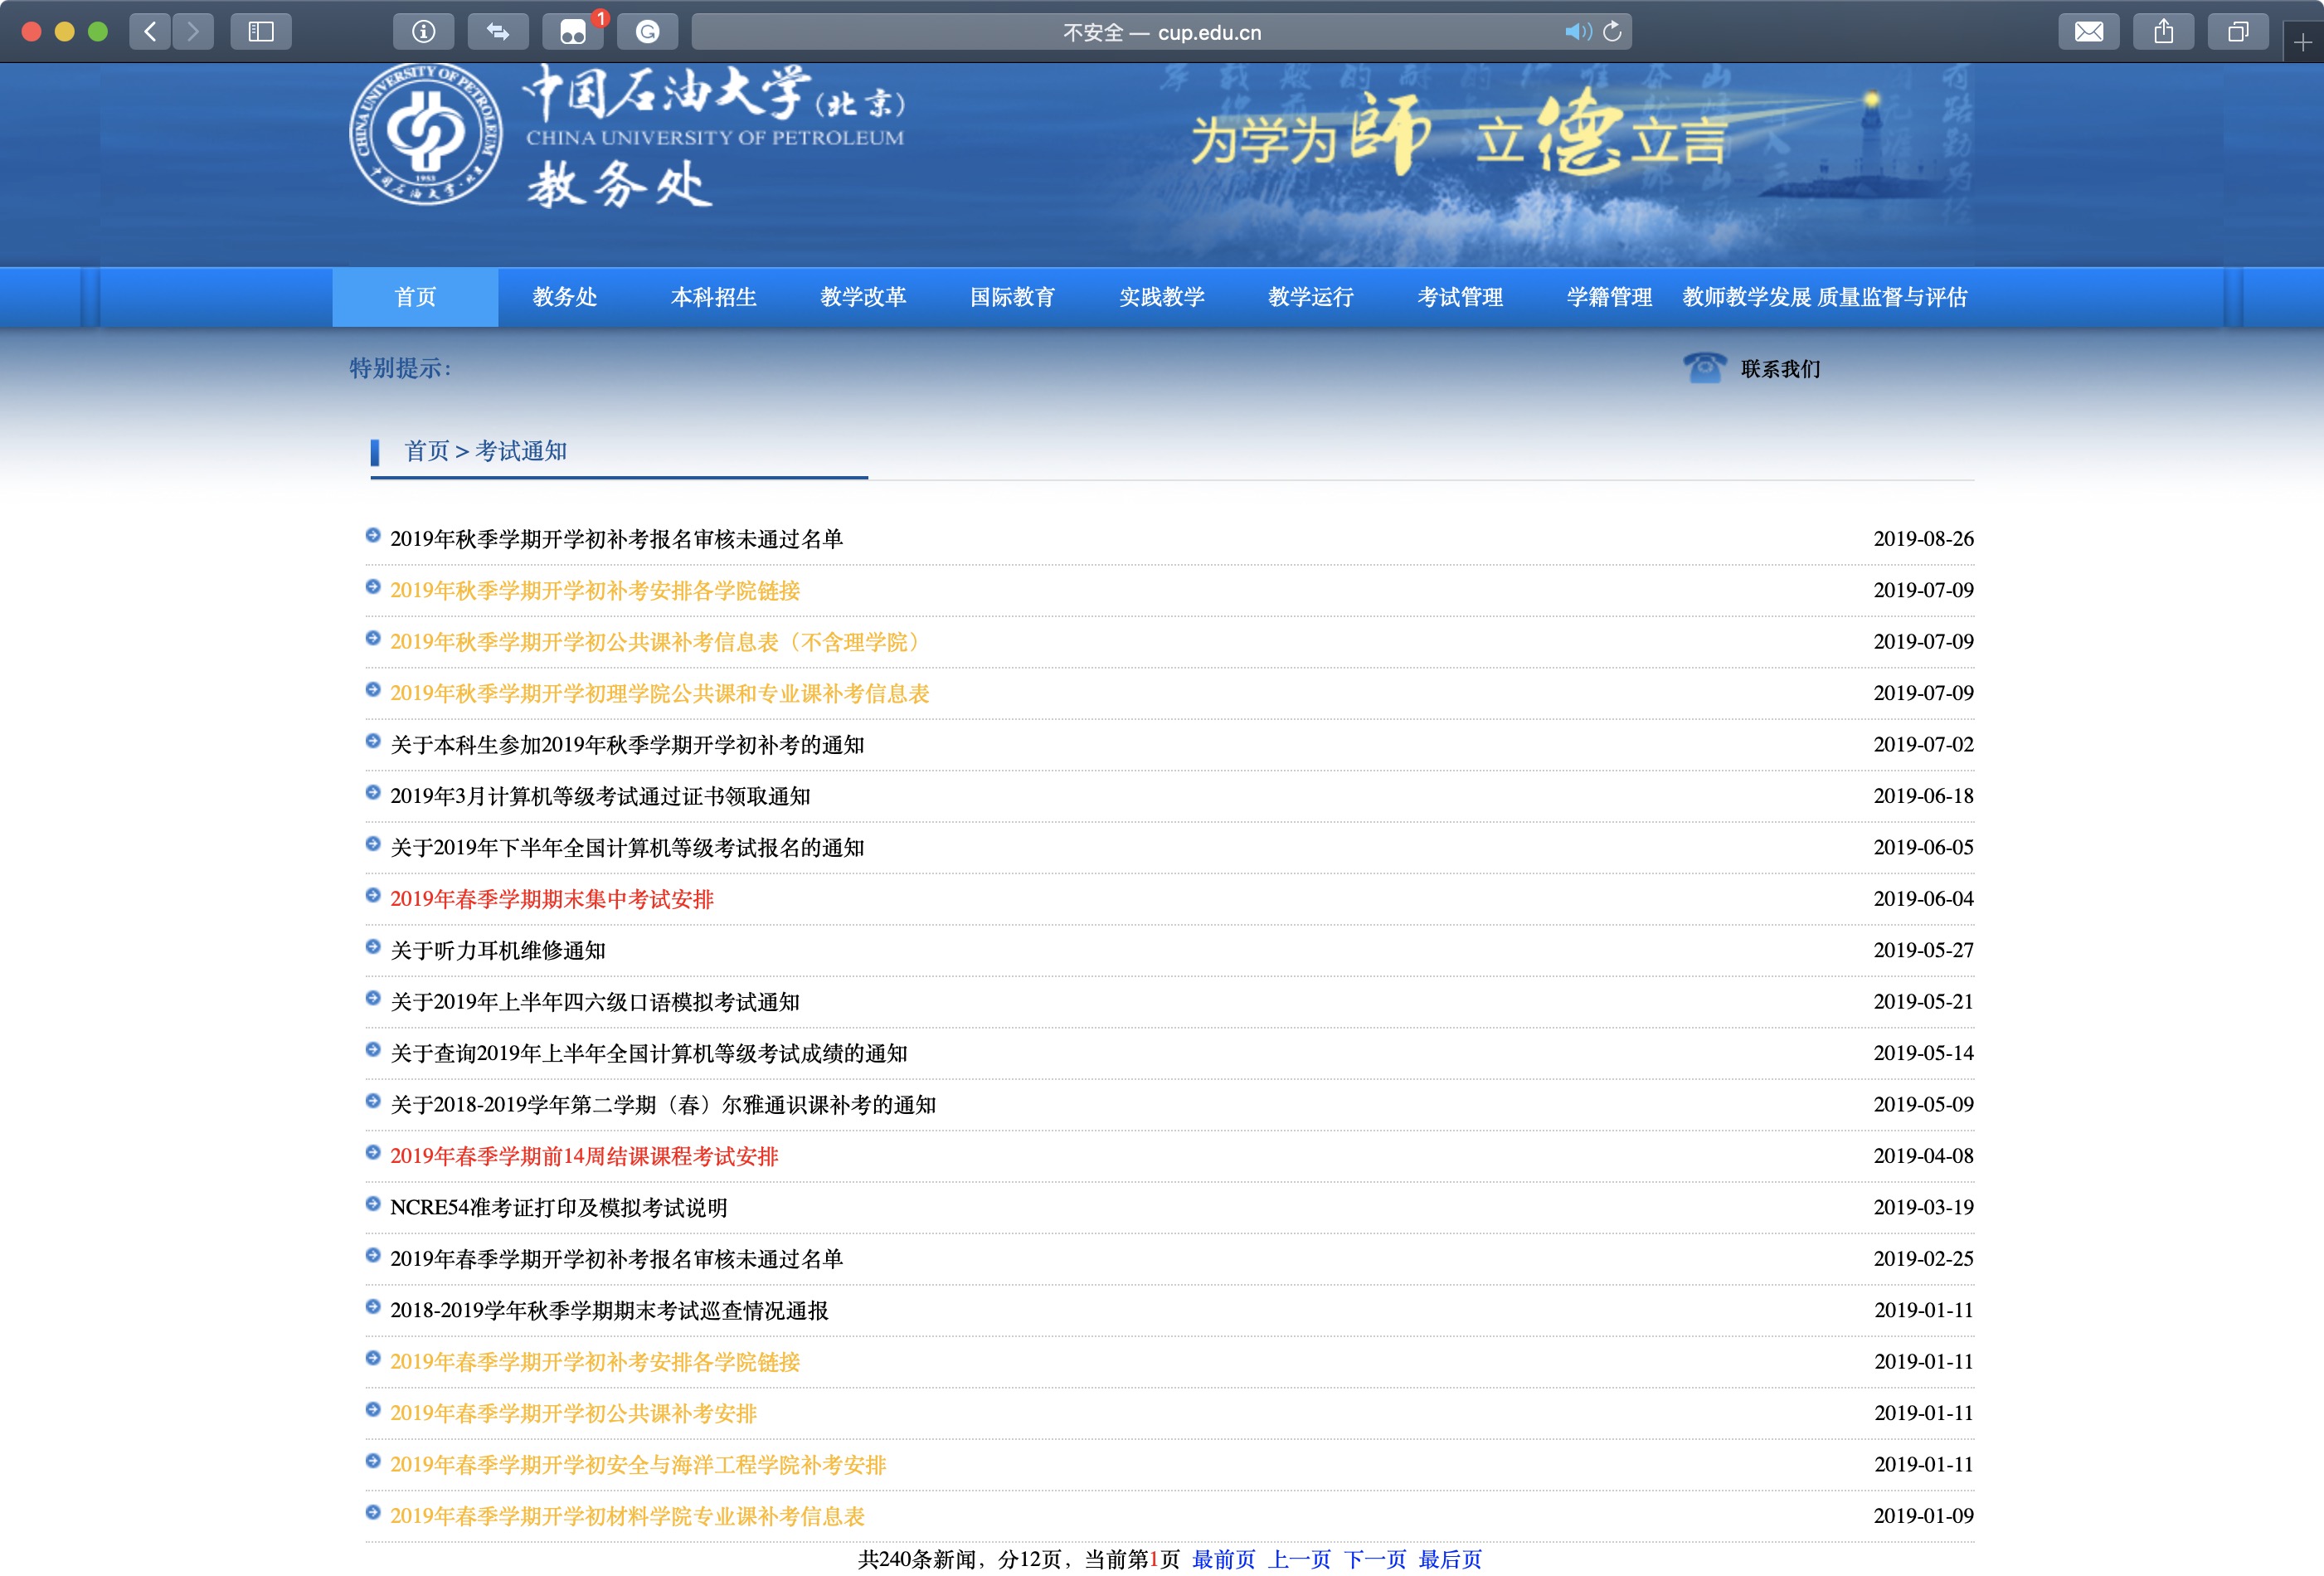 1
不安全 — cup.edu.cn
CHINA UNIVERSITY OF PETROLEUM
1953
中国石油大学·北京
中国石油大学(北京)
CHINA UNIVERSITY OF PETROLEUM
教务处
为学为師 立德立言
首页 教务处 本科招生 教学改革 国际教育 实践教学 教学运行 考试管理 学籍管理 教师教学发展 质量监督与评估
特别提示：
联系我们
首页 > 考试通知
2019年秋季学期开学初补考报名审核未通过名单 2019-08-26
2019年秋季学期开学初补考安排各学院链接 2019-07-09
2019年秋季学期开学初公共课补考信息表（不含理学院） 2019-07-09
2019年秋季学期开学初理学院公共课和专业课补考信息表 2019-07-09
关于本科生参加2019年秋季学期开学初补考的通知 2019-07-02
2019年3月计算机等级考试通过证书领取通知 2019-06-18
关于2019年下半年全国计算机等级考试报名的通知 2019-06-05
2019年春季学期期末集中考试安排 2019-06-04
关于听力耳机维修通知 2019-05-27
关于2019年上半年四六级口语模拟考试通知 2019-05-21
关于查询2019年上半年全国计算机等级考试成绩的通知 2019-05-14
关于2018-2019学年第二学期（春）尔雅通识课补考的通知 2019-05-09
2019年春季学期前14周结课课程考试安排 2019-04-08
NCRE54准考证打印及模拟考试说明 2019-03-19
2019年春季学期开学初补考报名审核未通过名单 2019-02-25
2018-2019学年秋季学期期末考试巡查情况通报 2019-01-11
2019年春季学期开学初补考安排各学院链接 2019-01-11
2019年春季学期开学初公共课补考安排 2019-01-11
2019年春季学期开学初安全与海洋工程学院补考安排 2019-01-11
2019年春季学期开学初材料学院专业课补考信息表 2019-01-09
共240条新闻，分12页，当前第1页 最前页 上一页 下一页 最后页